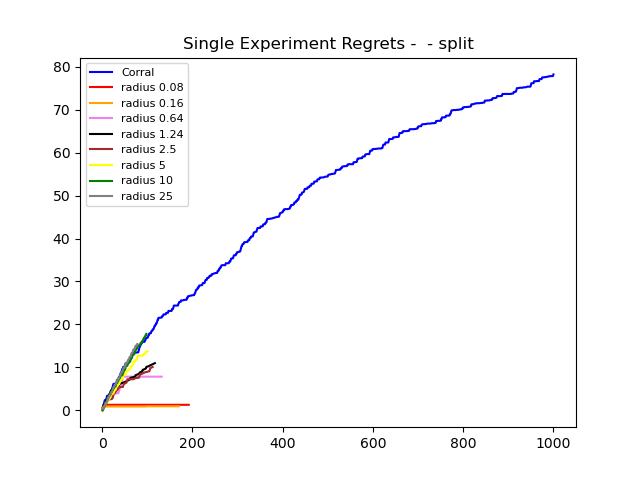 Single Experiment Regrets -  - split
80
70
60
50
40
30
20
10
0
Corral
radius 0.08
radius 0.16
radius 0.64
radius 1.24
radius 2.5
radius 5
radius 10
radius 25
0 200 400 600 800 1000